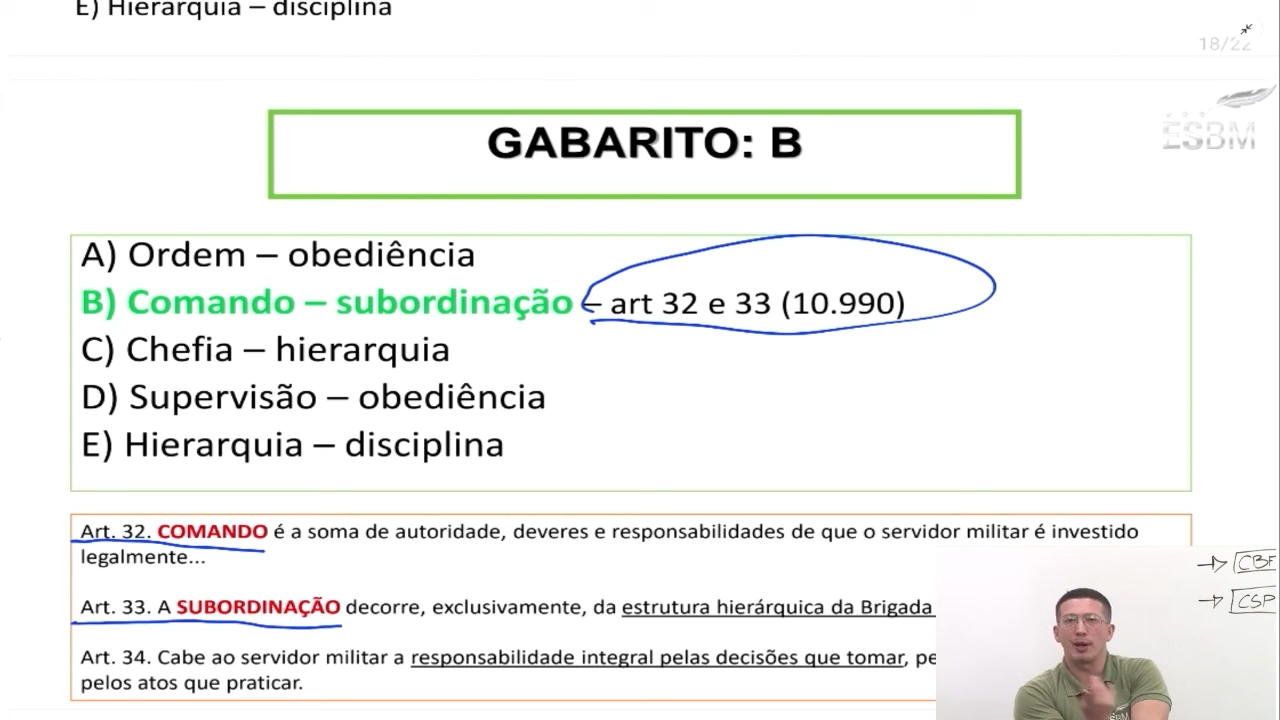 E) Hierarquia – disciplina
18/22
ESBM
GABARITO: B
A) Ordem – obediência
B) Comando – subordinação – art 32 e 33 (10.990)
C) Chefia – hierarquia
D) Supervisão – obediência
E) Hierarquia – disciplina
Art. 32. COMANDO é a soma de autoridade, deveres e responsabilidades de que o servidor militar é investido
legalmente...
Art. 33. A SUBORDINAÇÃO decorre, exclusivamente, da estrutura hierárquica da Brigada
Art. 34. Cabe ao servidor militar a responsabilidade integral pelas decisões que tomar, pe
pelos atos que praticar.
→ CBF
→ CSP
ESBM